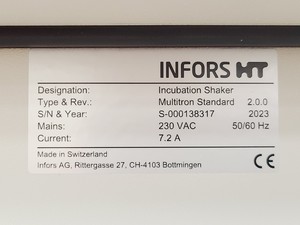 INFORS HT
Designation: Incubation Shaker
Type & Rev.: Multitron Standard 2.0.0
S/N & Year: S-000138317 2023
Mains: 230 VAC 50/60 Hz
Current: 7.2 A
Made in Switzerland
Infors AG, Rittergasse 27, CH-4103 Bottmingen CE